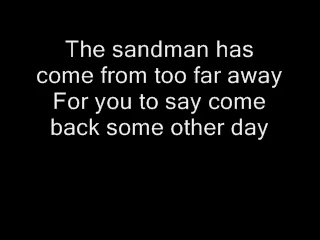 The sandman has
come from too far away
For you to say come
back some other day